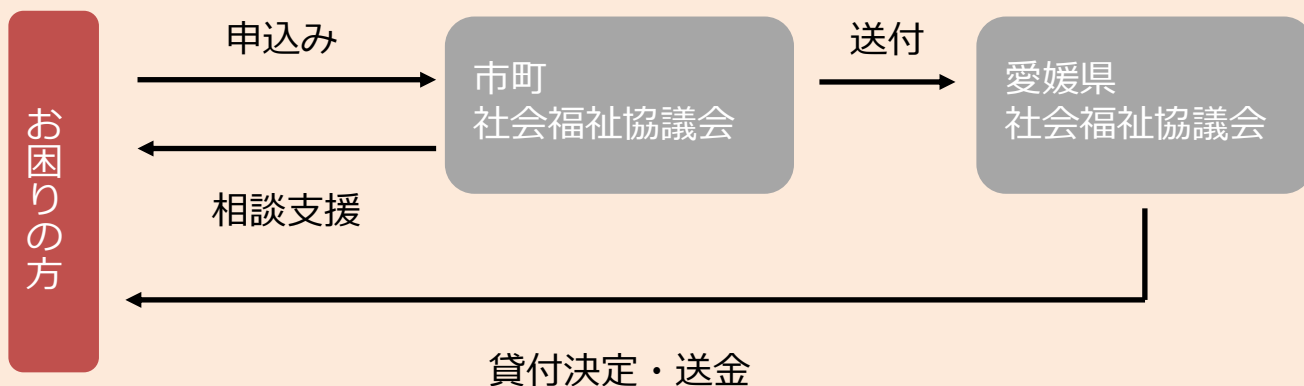 お困りの方
申込み
市町
社会福祉協議会
送付
愛媛県
社会福祉協議会
相談支援
貸付決定・送金